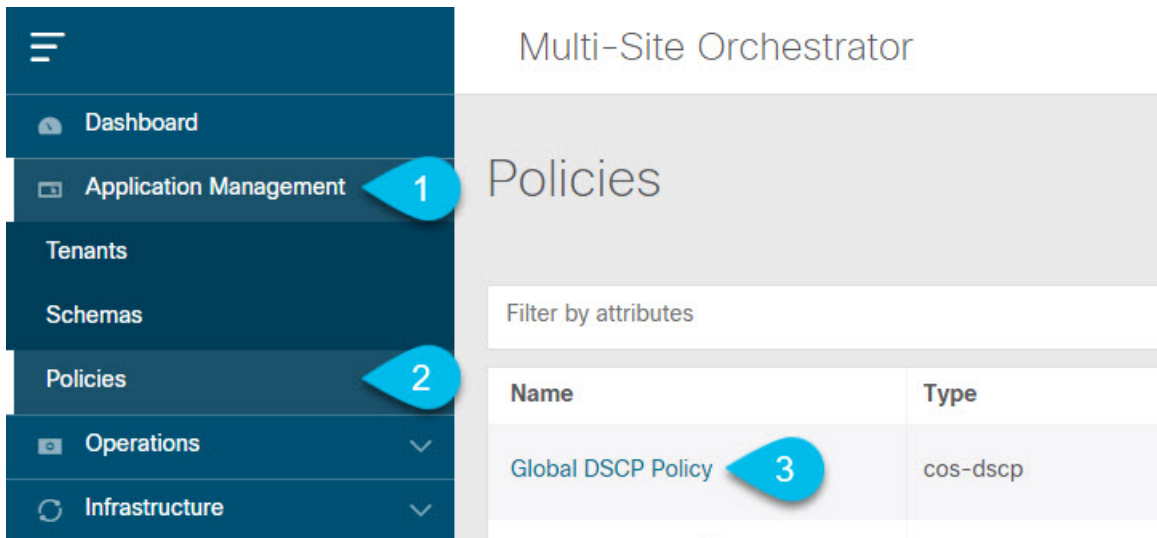 Multi-Site Orchestrator
Dashboard
Application Management
1
Tenants
Schemas
Policies
2
Operations
Infrastructure
Policies
Filter by attributes
Name Type
Global DSCP Policy 3 cos-dscp